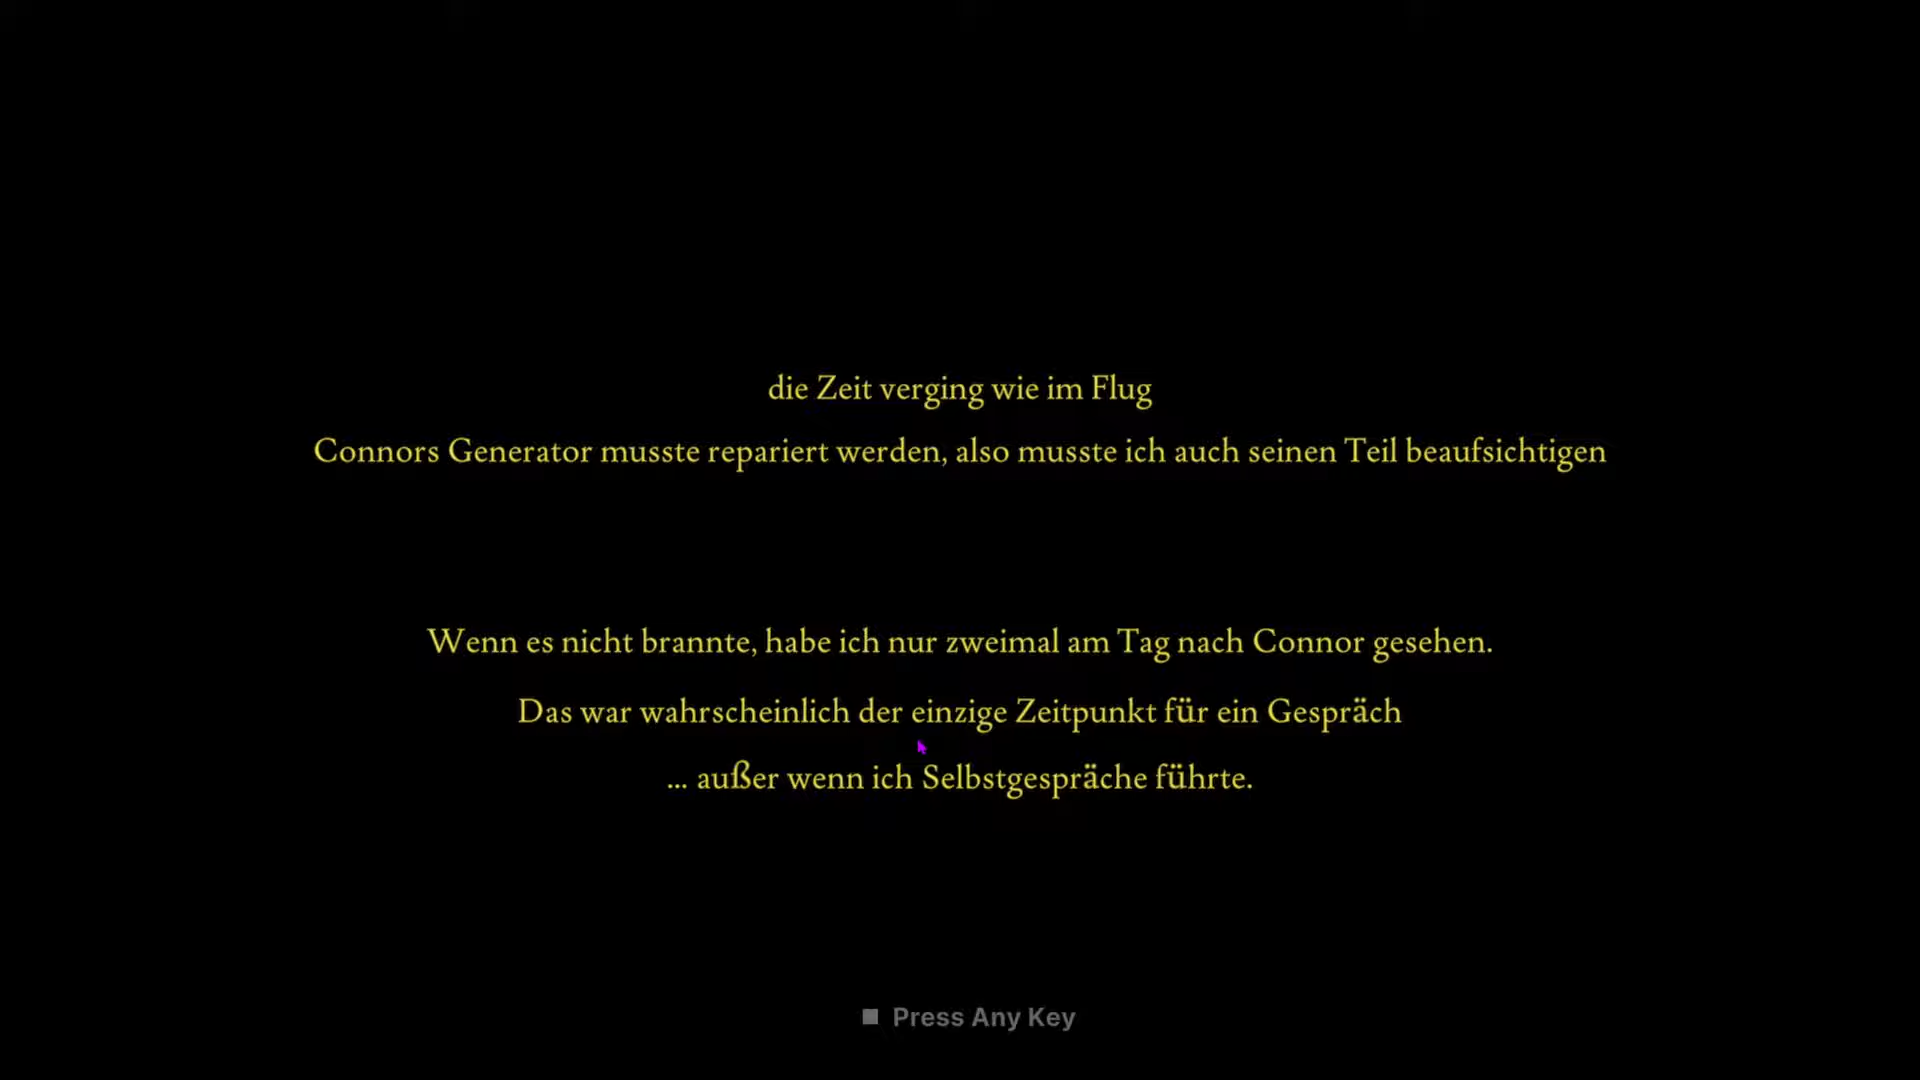 die Zeit verging wie im Flug
Connors Generator musste repariert werden, also musste ich auch seinen Teil beaufsichtigen
Wenn es nicht brannte, habe ich nur zweimal am Tag nach Connor gesehen.
Das war wahrscheinlich der einzige Zeitpunkt für ein Gespräch
... außer wenn ich Selbstgespräche führte.
Press Any Key